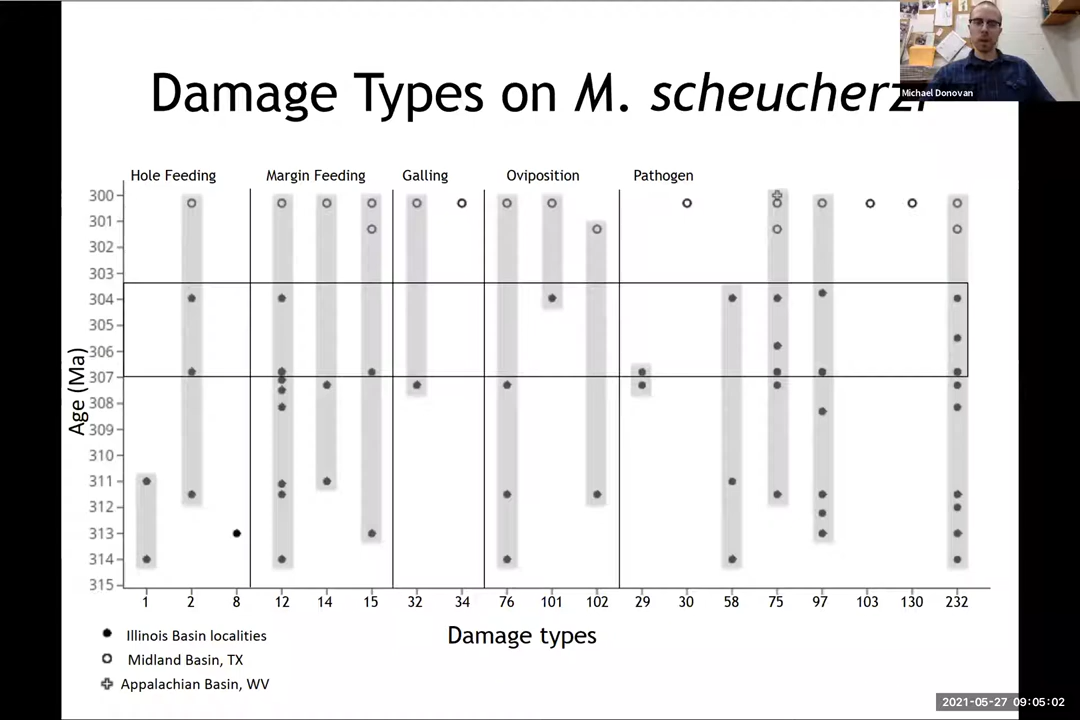 Damage Types on M. scheucherzi
Michael Donovan
Hole Feeding Margin Feeding Galling Oviposition Pathogen
300
301
302
303
304
305
306
307
308
309
310
311
312
313
314
315
Age (Ma)
1 2 8 12 14 15 32 34 76 101 102 29 30 58 75 97 103 130 232
Damage types
Illinois Basin localities
Midland Basin, TX
Appalachian Basin, WV
2021-05-27 09:05:02